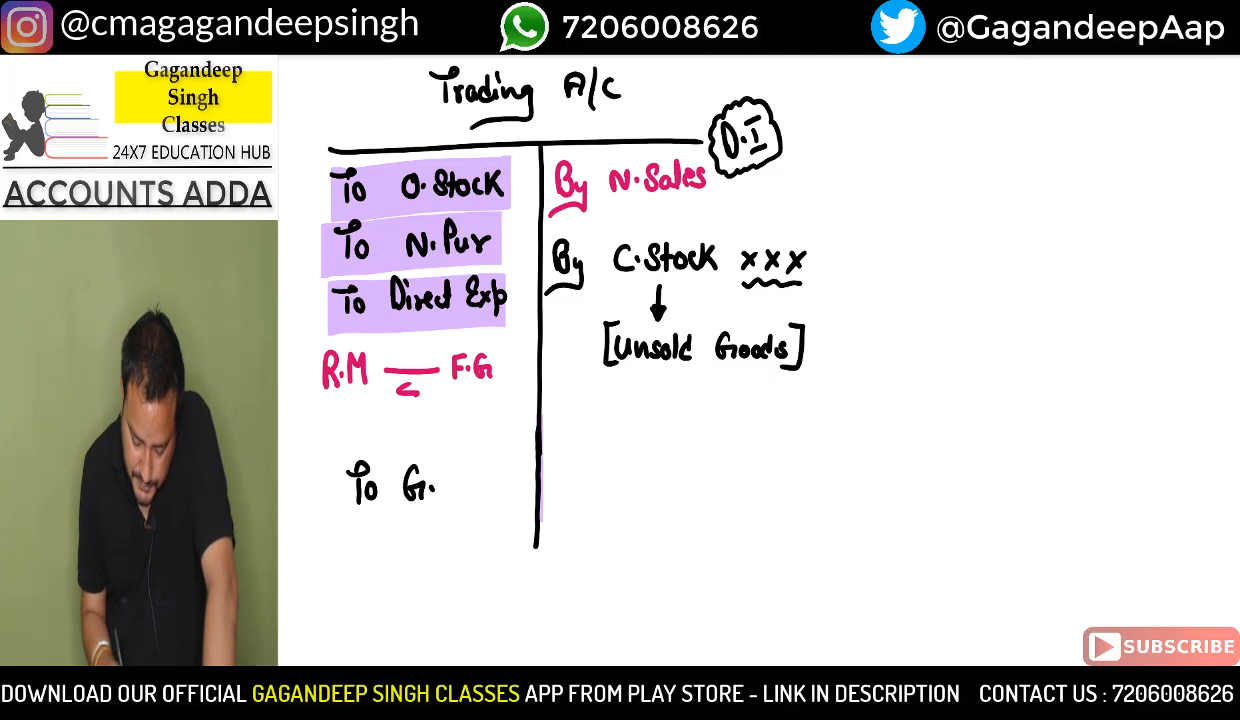 @cmagagandeepsingh 7206008626 @GagandeepAap
Gagandeep
Singh
Classes
24X7 EDUCATION HUB
ACCOUNTS ADDA
Trading A/C
D.I
To O.Stock
By N.Sales
To N.Pur
By C.Stock xxx
To Direct Exp
[Unsold Goods]
R.M F.G
To G.
SUBSCRIBE
DOWNLOAD OUR OFFICIAL GAGANDEEP SINGH CLASSES APP FROM PLAY STORE - LINK IN DESCRIPTION CONTACT US : 7206008626